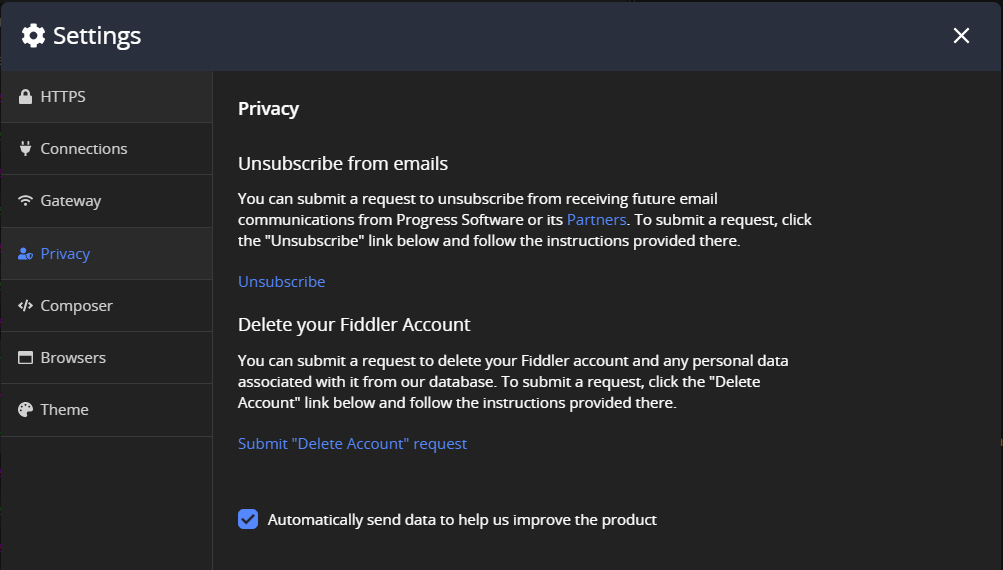 Settings
HTTPS
Connections
Gateway
Privacy
Composer
Browsers
Theme
Privacy
Unsubscribe from emails
You can submit a request to unsubscribe from receiving future email
communications from Progress Software or its Partners. To submit a request, click
the "Unsubscribe" link below and follow the instructions provided there.
Unsubscribe
Delete your Fiddler Account
You can submit a request to delete your Fiddler account and any personal data
associated with it from our database. To submit a request, click the "Delete
Account" link below and follow the instructions provided there.
Submit "Delete Account" request
Automatically send data to help us improve the product